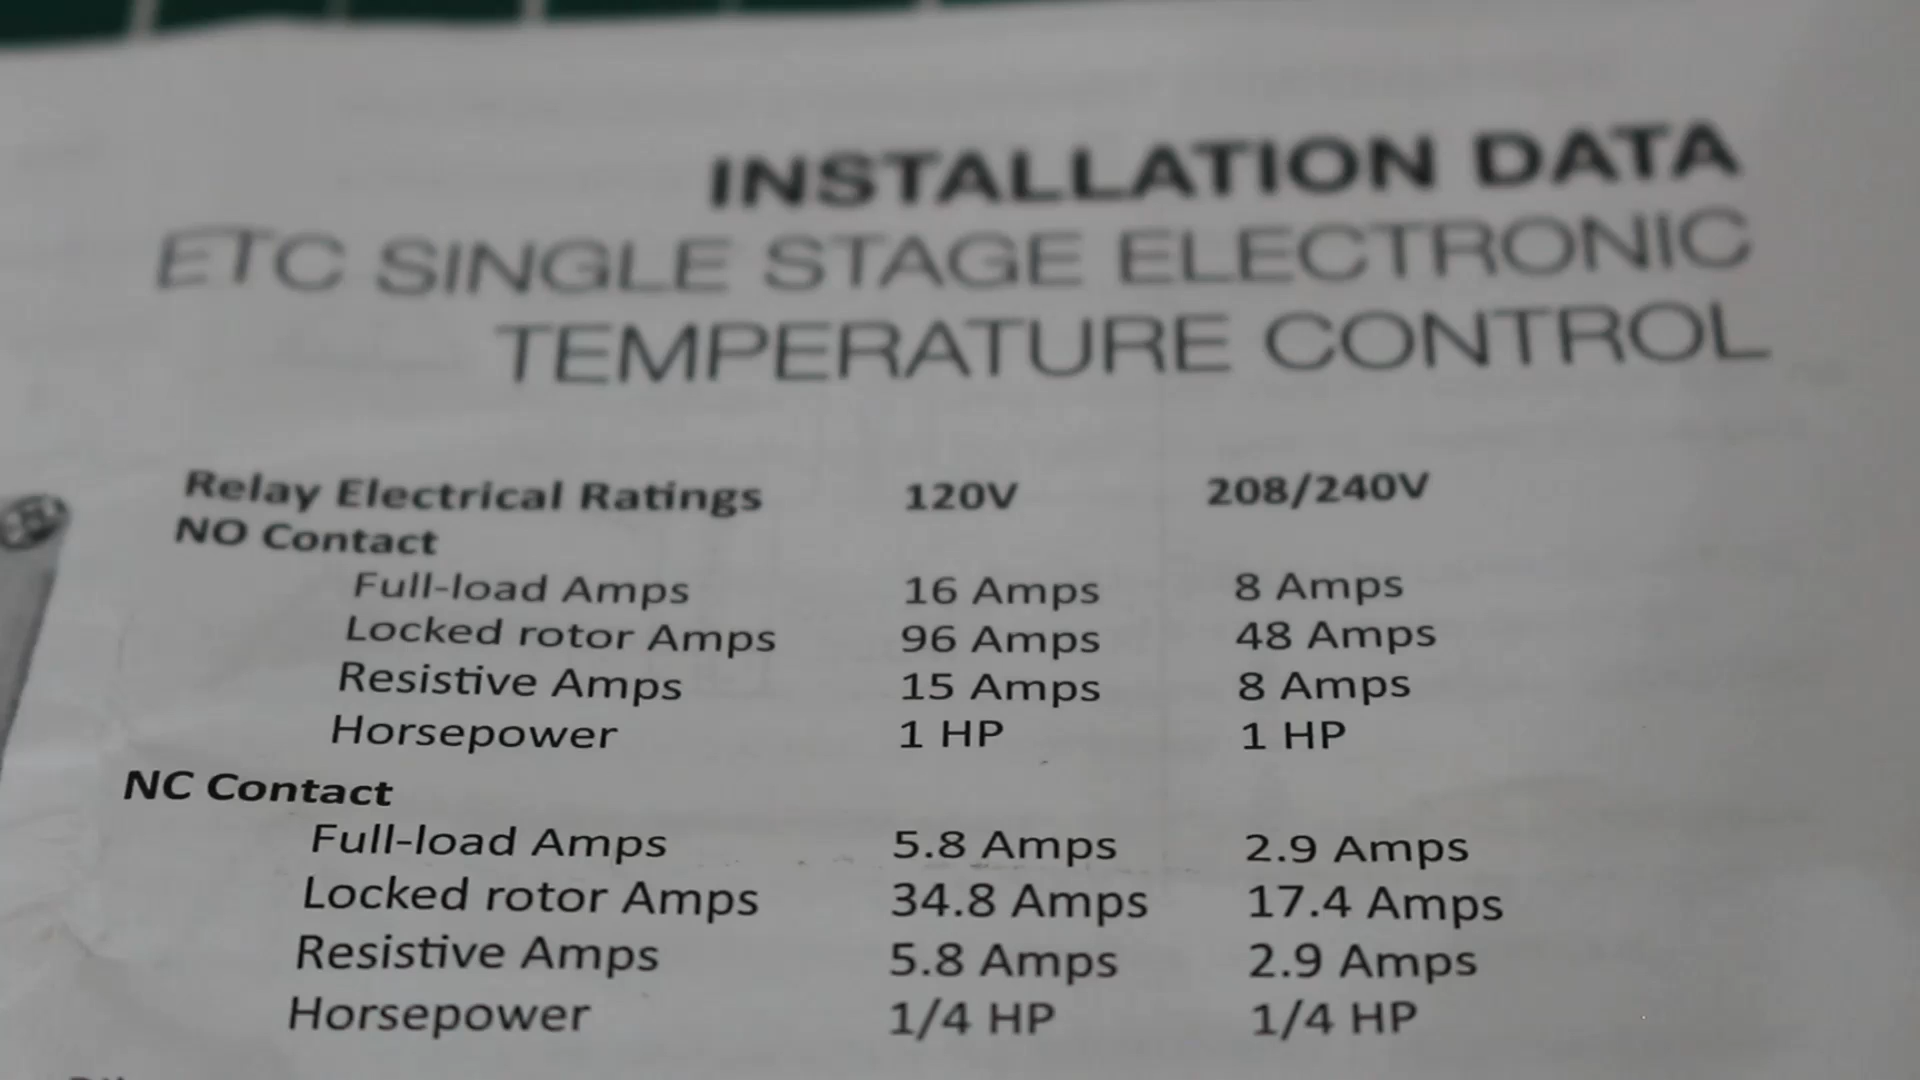 INSTALLATION DATA
ETC SINGLE STAGE ELECTRONIC
TEMPERATURE CONTROL
Relay Electrical Ratings 120V 208/240V
NO Contact
Full-load Amps 16 Amps 8 Amps
Locked rotor Amps 96 Amps 48 Amps
Resistive Amps 15 Amps 8 Amps
Horsepower 1 HP 1 HP
NC Contact
Full-load Amps 5.8 Amps 2.9 Amps
Locked rotor Amps 34.8 Amps 17.4 Amps
Resistive Amps 5.8 Amps 2.9 Amps
Horsepower 1/4 HP 1/4 HP